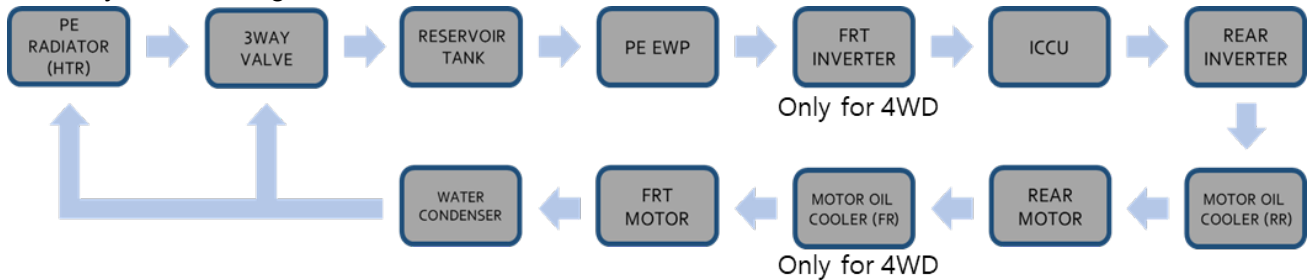 PE
RADIATOR
(HTR)
3WAY
VALVE
RESERVOIR
TANK
PE EWP
FRT
INVERTER
ICCU
REAR
INVERTER
Only for 4WD
WATER
CONDENSER
FRT
MOTOR
MOTOR OIL
COOLER (FR)
REAR
MOTOR
MOTOR OIL
COOLER (RR)
Only for 4WD